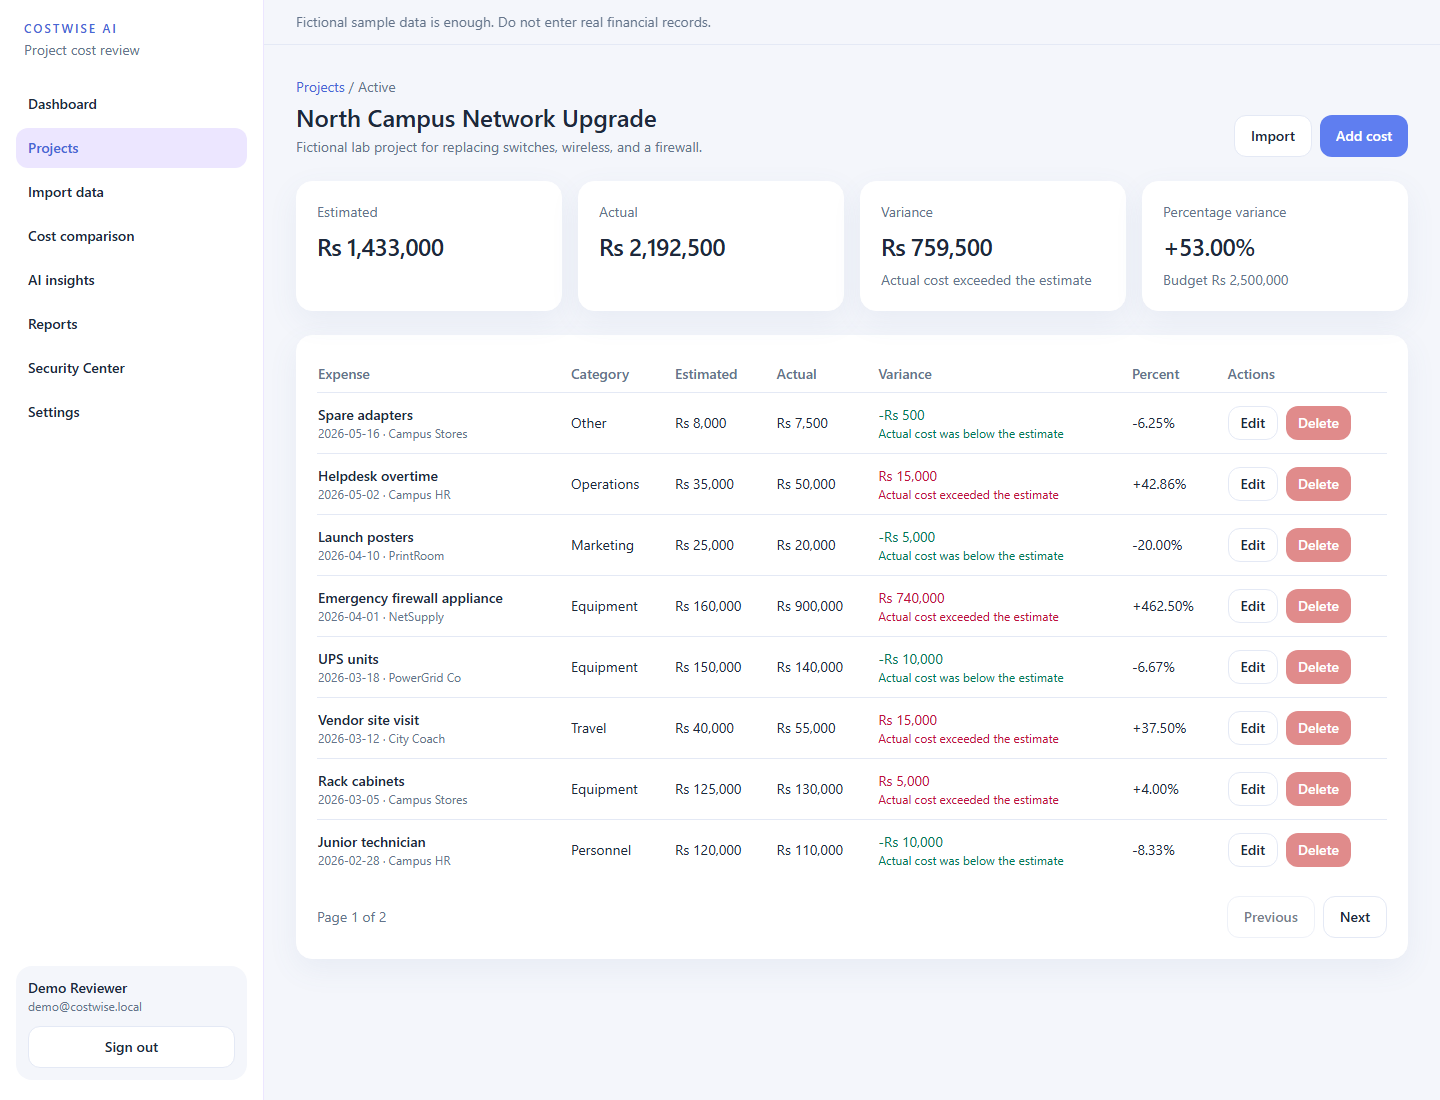 COSTWISE AI
Project cost review
Dashboard
Projects
Import data
Cost comparison
AI insights
Reports
Security Center
Settings
Demo Reviewer
demo@costwise.local
Sign out
Fictional sample data is enough. Do not enter real financial records.
Projects / Active
North Campus Network Upgrade
Fictional lab project for replacing switches, wireless, and a firewall.
Import
Add cost
Estimated
Rs 1,433,000
Actual
Rs 2,192,500
Variance
Rs 759,500
Actual cost exceeded the estimate
Percentage variance
+53.00%
Budget Rs 2,500,000
Expense Category Estimated Actual Variance Percent Actions
Spare adapters
2026-05-16 · Campus Stores
Other Rs 8,000 Rs 7,500
-Rs 500
Actual cost was below the estimate
-6.25% Edit Delete
Helpdesk overtime
2026-05-02 · Campus HR
Operations Rs 35,000 Rs 50,000
Rs 15,000
Actual cost exceeded the estimate
+42.86% Edit Delete
Launch posters
2026-04-10 · PrintRoom
Marketing Rs 25,000 Rs 20,000
-Rs 5,000
Actual cost was below the estimate
-20.00% Edit Delete
Emergency firewall appliance
2026-04-01 · NetSupply
Equipment Rs 160,000 Rs 900,000
Rs 740,000
Actual cost exceeded the estimate
+462.50% Edit Delete
UPS units
2026-03-18 · PowerGrid Co
Equipment Rs 150,000 Rs 140,000
-Rs 10,000
Actual cost was below the estimate
-6.67% Edit Delete
Vendor site visit
2026-03-12 · City Coach
Travel Rs 40,000 Rs 55,000
Rs 15,000
Actual cost exceeded the estimate
+37.50% Edit Delete
Rack cabinets
2026-03-05 · Campus Stores
Equipment Rs 125,000 Rs 130,000
Rs 5,000
Actual cost exceeded the estimate
+4.00% Edit Delete
Junior technician
2026-02-28 · Campus HR
Personnel Rs 120,000 Rs 110,000
-Rs 10,000
Actual cost was below the estimate
-8.33% Edit Delete
Page 1 of 2
Previous Next